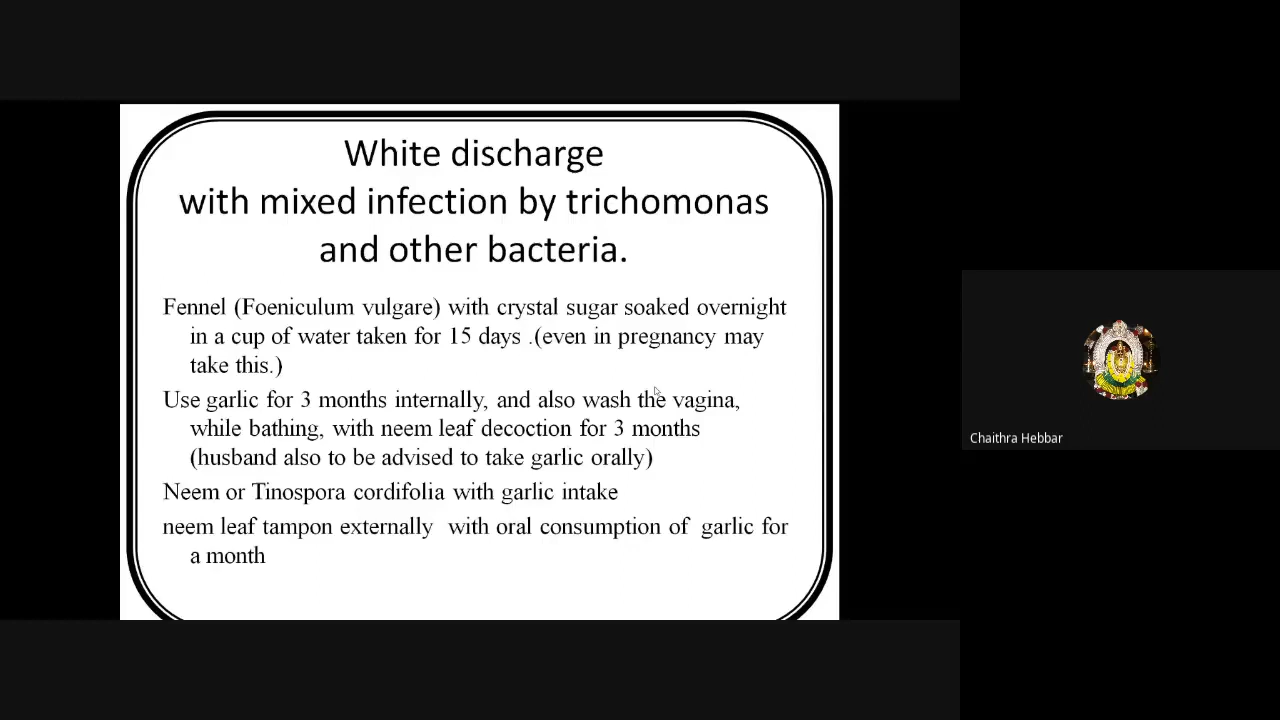 White discharge
with mixed infection by trichomonas
and other bacteria.
Fennel (Foeniculum vulgare) with crystal sugar soaked overnight
in a cup of water taken for 15 days .(even in pregnancy may
take this.)
Use garlic for 3 months internally, and also wash the vagina,
while bathing, with neem leaf decoction for 3 months
(husband also to be advised to take garlic orally)
Neem or Tinospora cordifolia with garlic intake
neem leaf tampon externally with oral consumption of garlic for
a month
Chaithra Hebbar